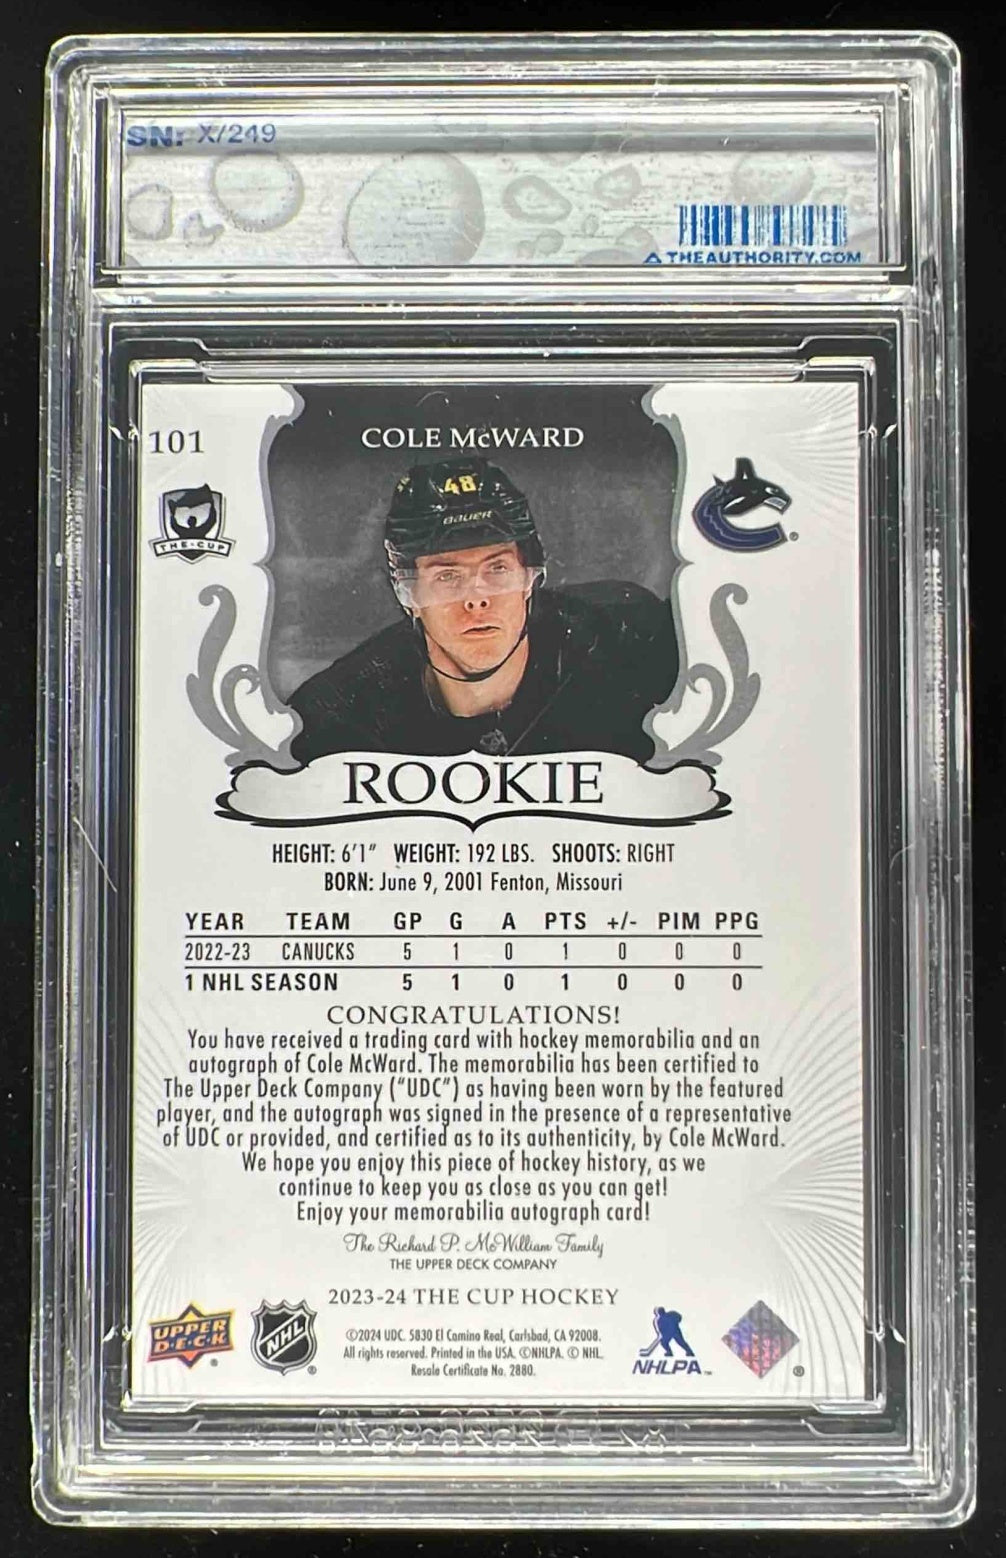 SN: X/249
THEAUTHORITY.COM
101
COLE McWARD
48
BAUER
THE·CUP
ROOKIE
HEIGHT: 6'1" WEIGHT: 192 LBS. SHOOTS: RIGHT
BORN: June 9, 2001 Fenton, Missouri
YEAR TEAM GP G A PTS +/- PIM PPG
2022-23 CANUCKS 5 1 0 1 0 0 0
1 NHL SEASON 5 1 0 1 0 0 0
CONGRATULATIONS!
You have received a trading card with hockey memorabilia and an
autograph of Cole McWard. The memorabilia has been certified to
The Upper Deck Company ("UDC") as having been worn by the featured
player, and the autograph was signed in the presence of a representative
of UDC or provided, and certified as to its authenticity, by Cole McWard.
We hope you enjoy this piece of hockey history, as we
continue to keep you as close as you can get!
Enjoy your memorabilia autograph card!
The Richard P. McWilliam Family
THE UPPER DECK COMPANY
2023-24 THE CUP HOCKEY
UPPER
D·E·C·K ®
NHL ®
©2024 UDC. 5830 El Camino Real, Carlsbad, CA 92008.
All rights reserved. Printed in the USA. ©NHLPA. © NHL.
Resale Certificate No. 2880.
NHLPA™
®